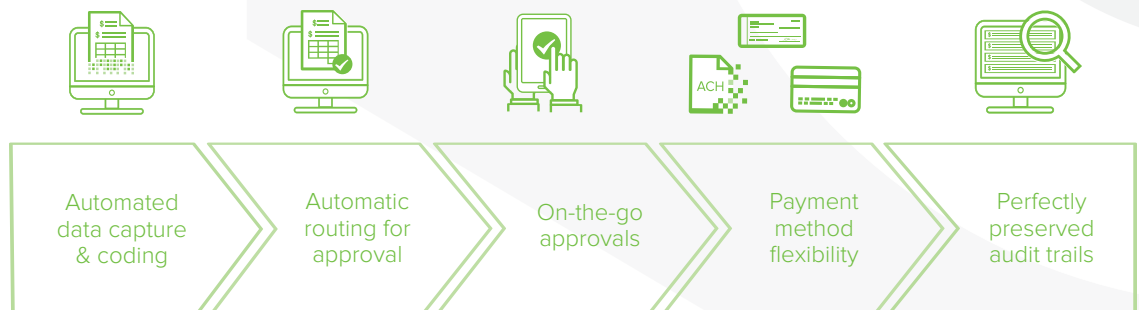 ACH
Automated
data capture
& coding
Automatic
routing for
approval
On-the-go
approvals
Payment
method
flexibility
Perfectly
preserved
audit trails